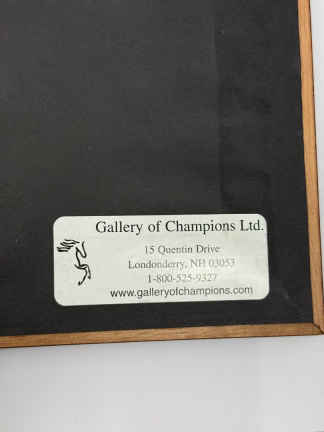 Gallery of Champions Ltd.
15 Quentin Drive
Londonderry, NH 03053
1-800-525-9327
www.galleryofchampions.com